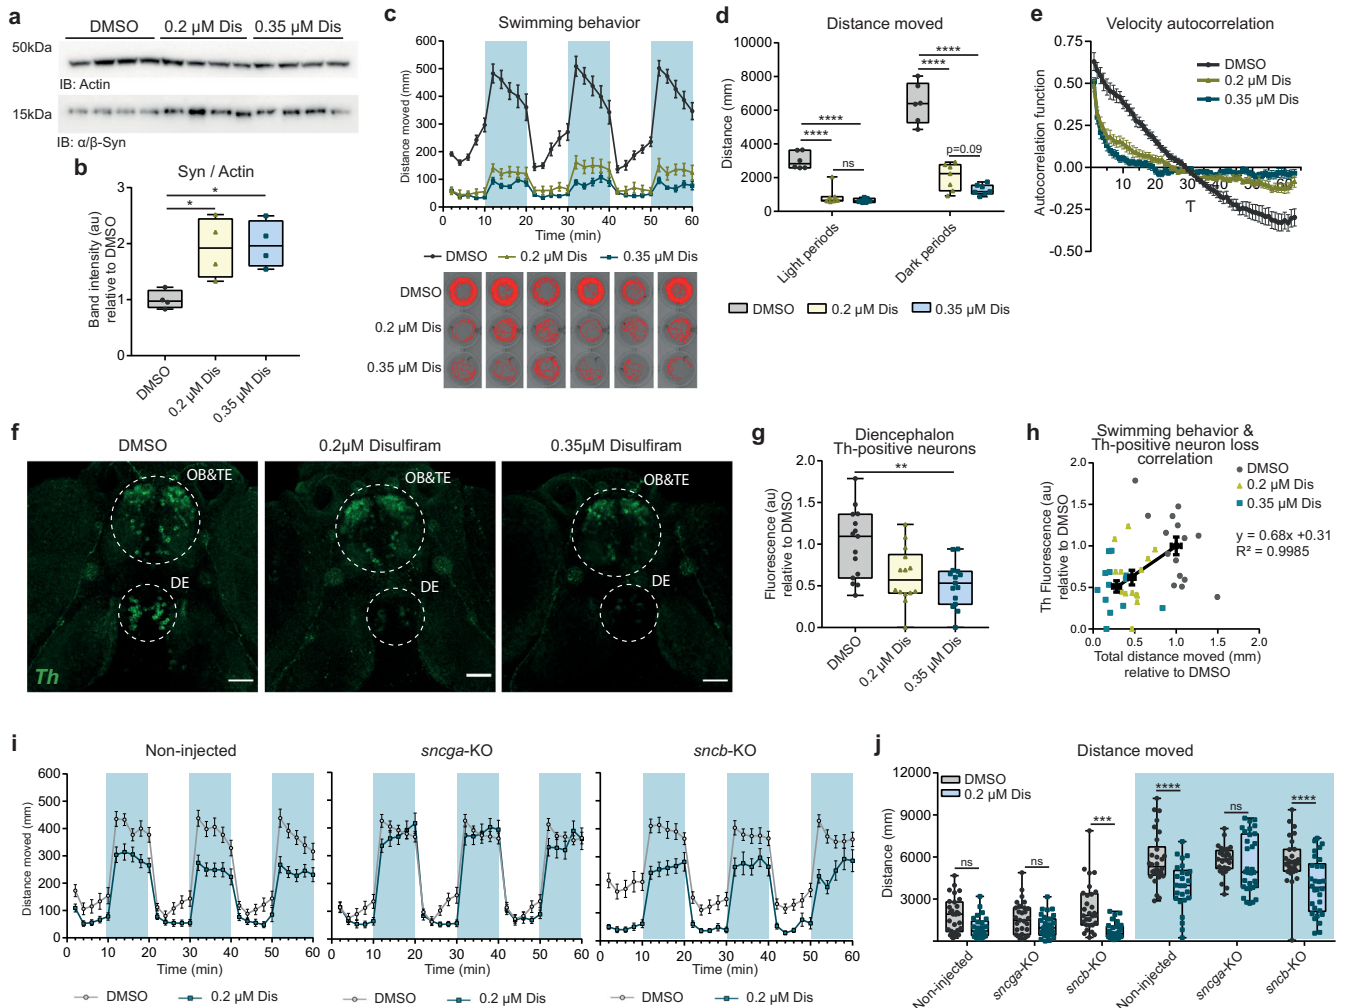 a
DMSO
0.2 µM Dis
0.35 µM Dis
50kDa
IB: Actin
15kDa
IB: α/β-Syn
b
Syn / Actin
Band intensity (au)
relative to DMSO
3
2
1
0
*
*
DMSO
0.2 µM Dis
0.35 µM Dis
c
Swimming behavior
Distance moved (mm)
600
500
400
300
200
100
0
0
10
20
30
40
50
60
Time (min)
DMSO
0.2 µM Dis
0.35 µM Dis
DMSO
0.2 µM Dis
0.35 µM Dis
d
Distance moved
Distance (mm)
10000
8000
6000
4000
2000
0
****
****
ns
****
****
p=0.09
Light periods
Dark periods
DMSO
0.2 µM Dis
0.35 µM Dis
e
Velocity autocorrelation
Autocorrelation function
0.75
0.50
0.25
0.00
-0.25
-0.50
10
20
30
40
50
60
T
DMSO
0.2 µM Dis
0.35 µM Dis
f
DMSO
0.2µM Disulfiram
0.35µM Disulfiram
OB&TE
OB&TE
OB&TE
DE
DE
DE
Th
g
Diencephalon
Th-positive neurons
Fluorescence (au)
relative to DMSO
2.0
1.5
1.0
0.5
0.0
**
DMSO
0.2 µM Dis
0.35 µM Dis
h
Swimming behavior &
Th-positive neuron loss
correlation
Th Fluorescence (au)
relative to DMSO
2.0
1.5
1.0
0.5
0.0
0.0
0.5
1.0
1.5
2.0
Total distance moved (mm)
relative to DMSO
DMSO
0.2 µM Dis
0.35 µM Dis
y = 0.68x +0.31
R² = 0.9985
i
Non-injected
sncga-KO
sncb-KO
Distance moved (mm)
600
500
400
300
200
100
0
0
10
20
30
40
50
60
Time (min)
0
10
20
30
40
50
60
Time (min)
0
10
20
30
40
50
60
Time (min)
DMSO
0.2 µM Dis
DMSO
0.2 µM Dis
DMSO
0.2 µM Dis
j
Distance moved
Distance (mm)
12000
9000
6000
3000
DMSO
0.2 µM Dis
ns
ns
***
****
ns
****
Non-injected
sncga-KO
sncb-KO
Non-injected
sncga-KO
sncb-KO